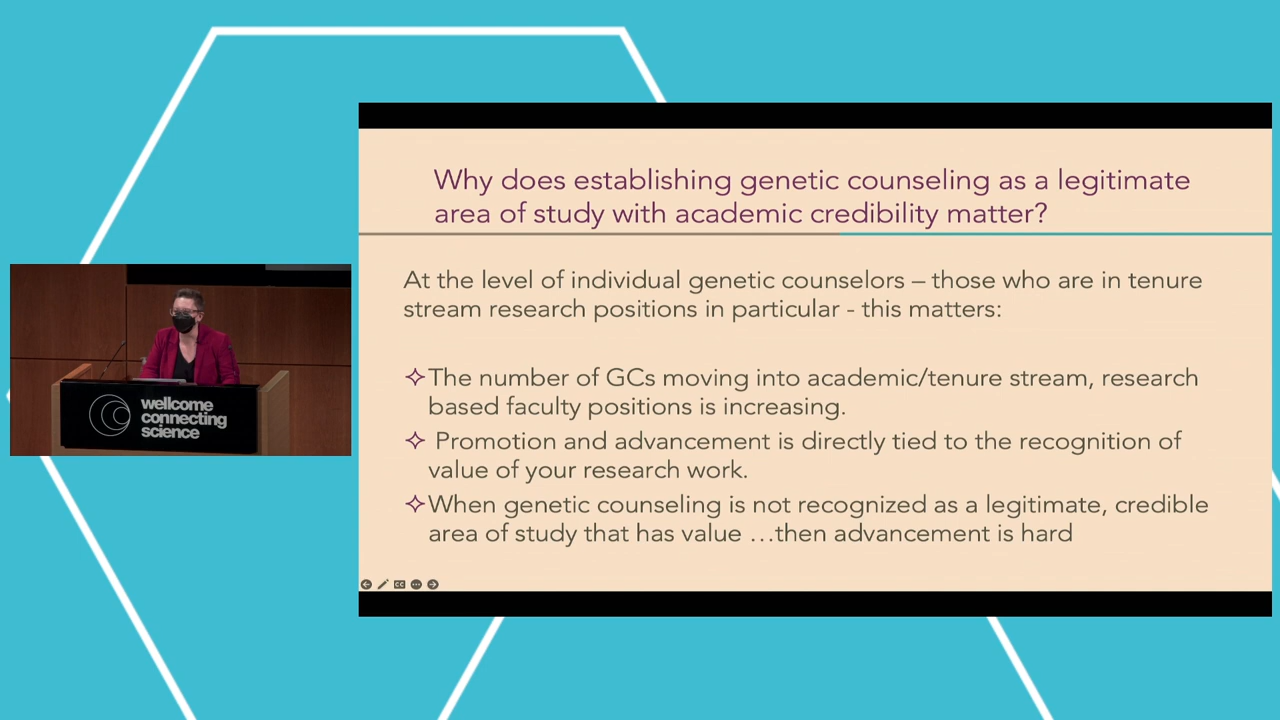 Why does establishing genetic counseling as a legitimate
area of study with academic credibility matter?
At the level of individual genetic counselors – those who are in tenure
stream research positions in particular - this matters:
The number of GCs moving into academic/tenure stream, research
based faculty positions is increasing.
Promotion and advancement is directly tied to the recognition of
value of your research work.
When genetic counseling is not recognized as a legitimate, credible
area of study that has value …then advancement is hard
wellcome
connecting
science